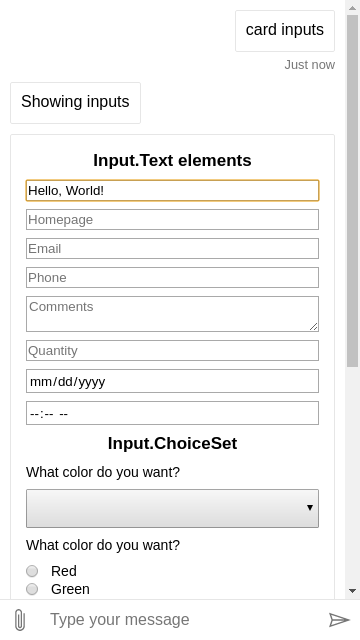 card inputs
Just now
Showing inputs
Input.Text elements
Hello, World!
Homepage
Email
Phone
Comments
Quantity
mm/dd/yyyy
--:-- --
Input.ChoiceSet
What color do you want?
What color do you want?
Red
Green
Type your message